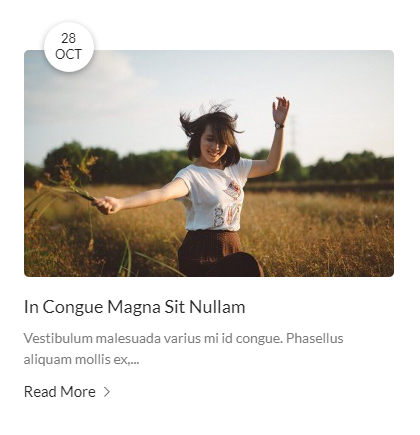 28
OCT
In Congue Magna Sit Nullam
Vestibulum malesuada varius mi id congue. Phasellus
aliquam mollis ex,...
Read More